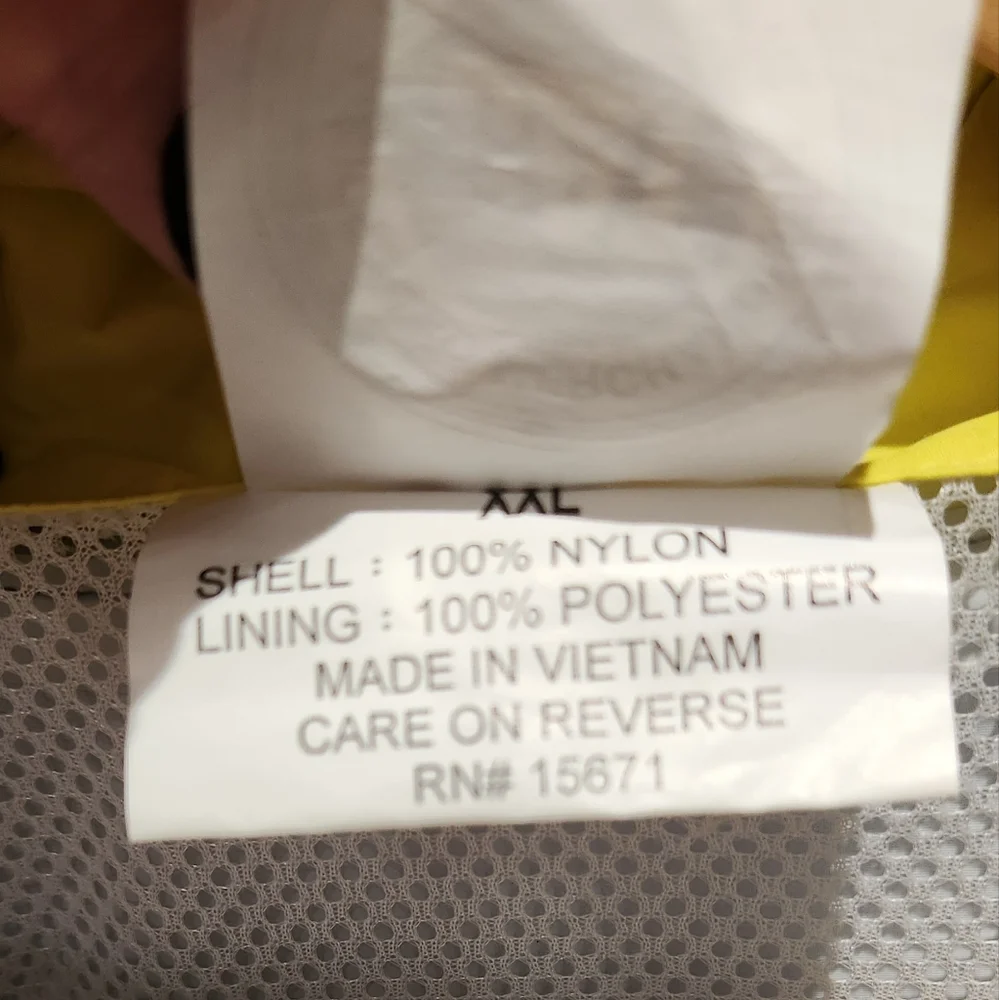 XXL
SHELL : 100% NYLON
LINING : 100% POLYESTER
MADE IN VIETNAM
CARE ON REVERSE
RN# 15671